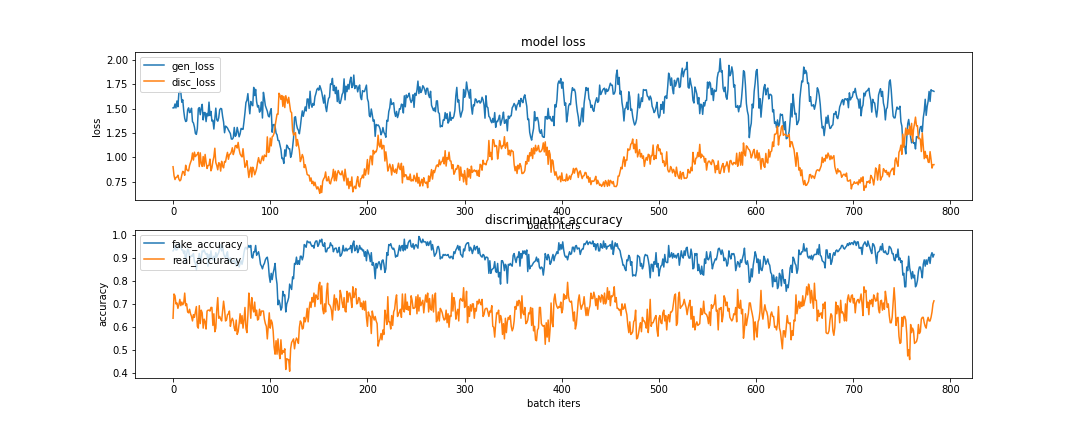 model loss
gen_loss
disc_loss
2.00
1.75
1.50
1.25
1.00
0.75
loss
0 100 200 300 400 500 600 700 800
batch iters
discriminator accuracy
fake_accuracy
real_accuracy
1.0
0.9
0.8
0.7
0.6
0.5
0.4
accuracy
0 100 200 300 400 500 600 700 800
batch iters